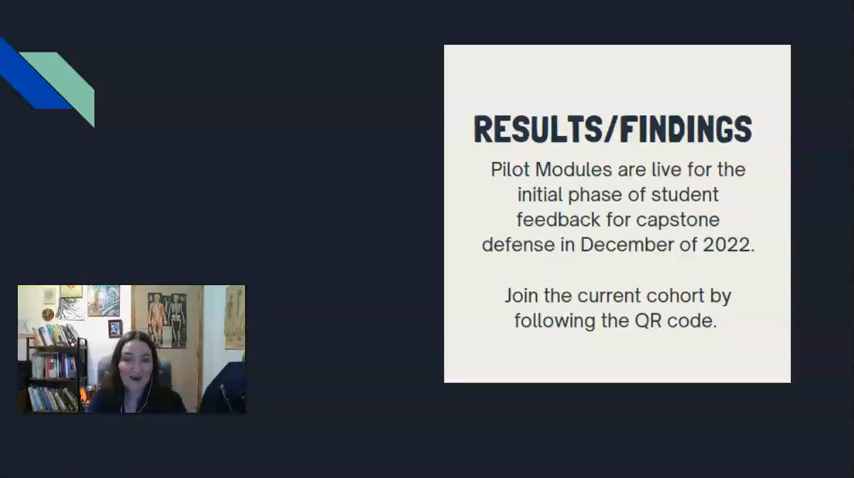 RESULTS/FINDINGS
Pilot Modules are live for the
initial phase of student
feedback for capstone
defense in December of 2022.
Join the current cohort by
following the QR code.